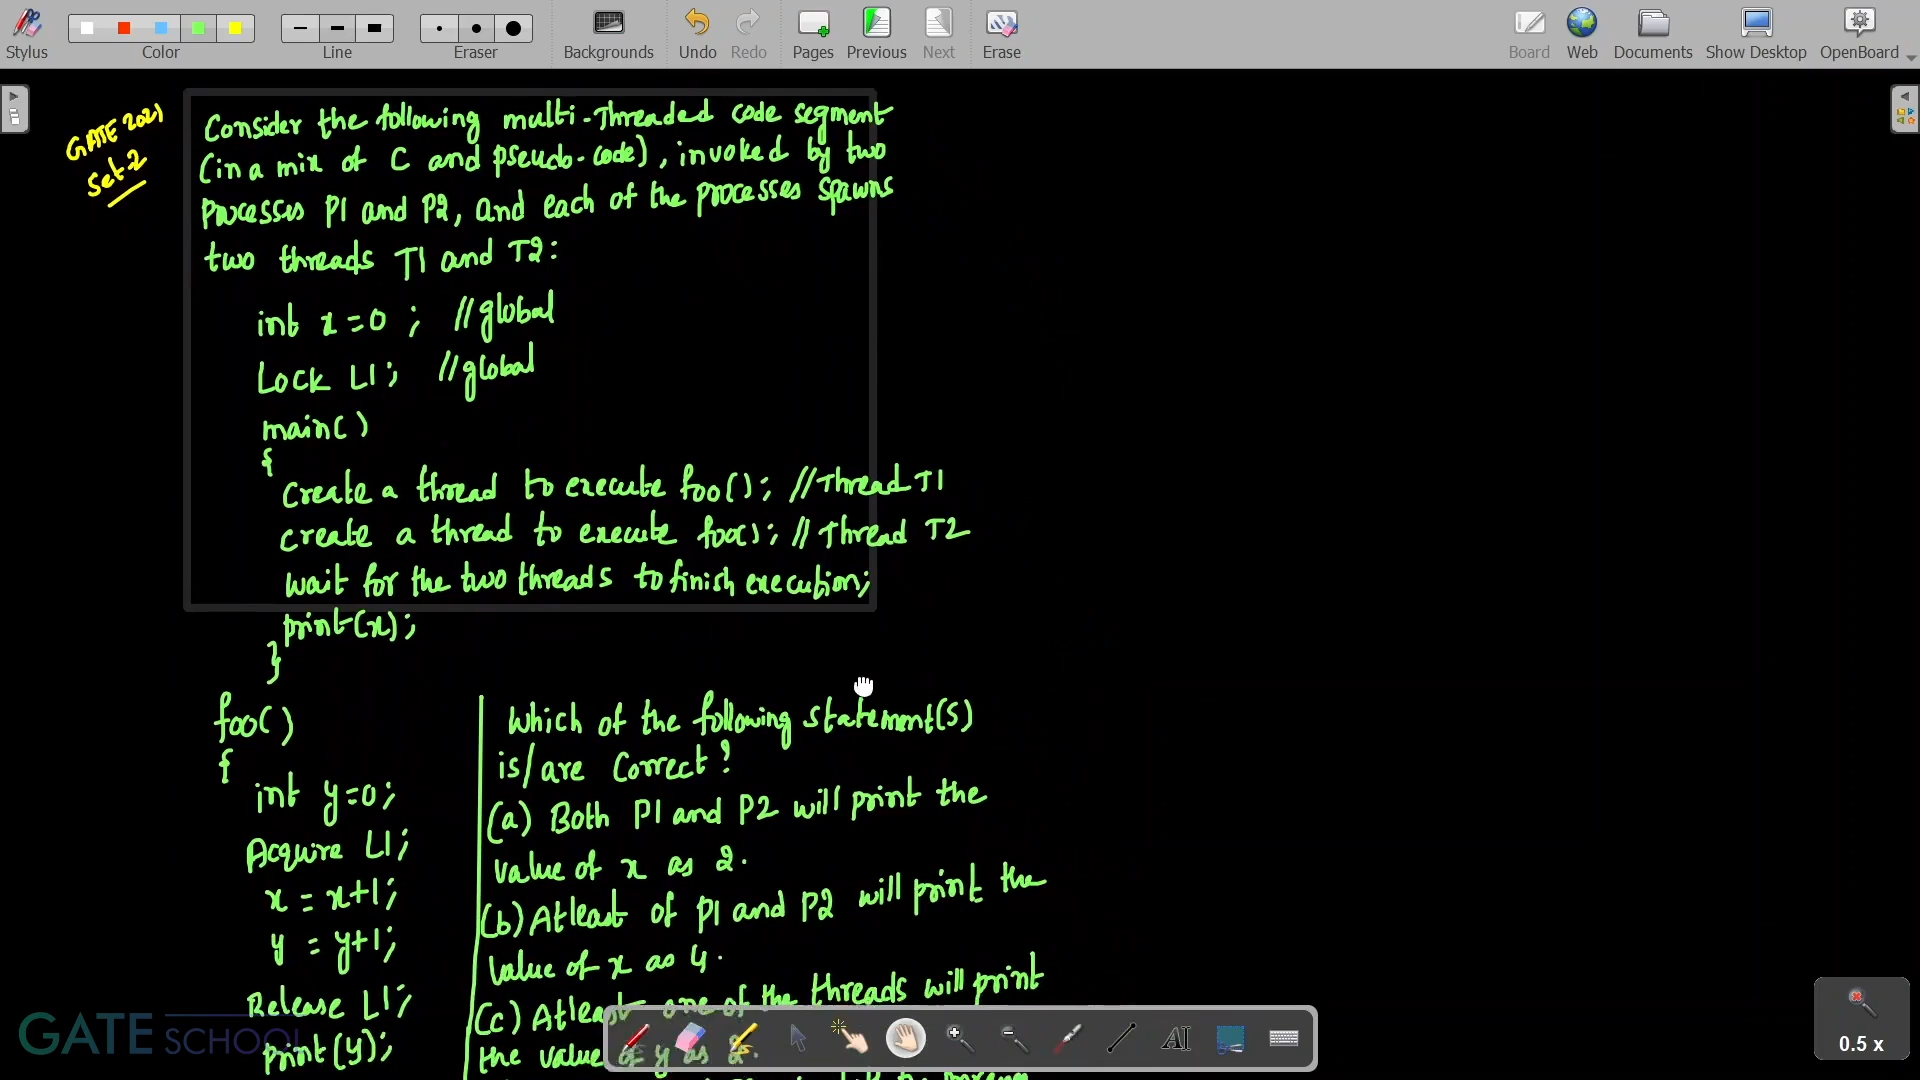 Stylus
Color
Line
Eraser
Backgrounds
Undo
Redo
Pages
Previous
Next
Erase
Board
Web
Documents
Show Desktop
OpenBoard
GATE 2021
Set-2
Consider the following multi-Threaded code segment
(in a mix of C and pseudo-code), invoked by two
processes P1 and P2, and each of the processes spawns
two threads T1 and T2:
int x=0 ; //global
Lock L1; //global
main()
{
create a thread to execute foo(); //Thread T1
create a thread to execute foo(); // Thread T2
wait for the two threads to finish execution;
print(x);
}
foo()
{
int y=0;
Acquire L1;
x = x+1;
y = y+1;
Release L1;
print(y);
Which of the following statement(s)
is/are Correct?
(a) Both P1 and P2 will print the
value of x as 2.
(b) Atleast of P1 and P2 will print the
value of x as 4.
(c) Atleast one of the threads will print
the value of y as 2.
GATE SCHOOL
0.5 x